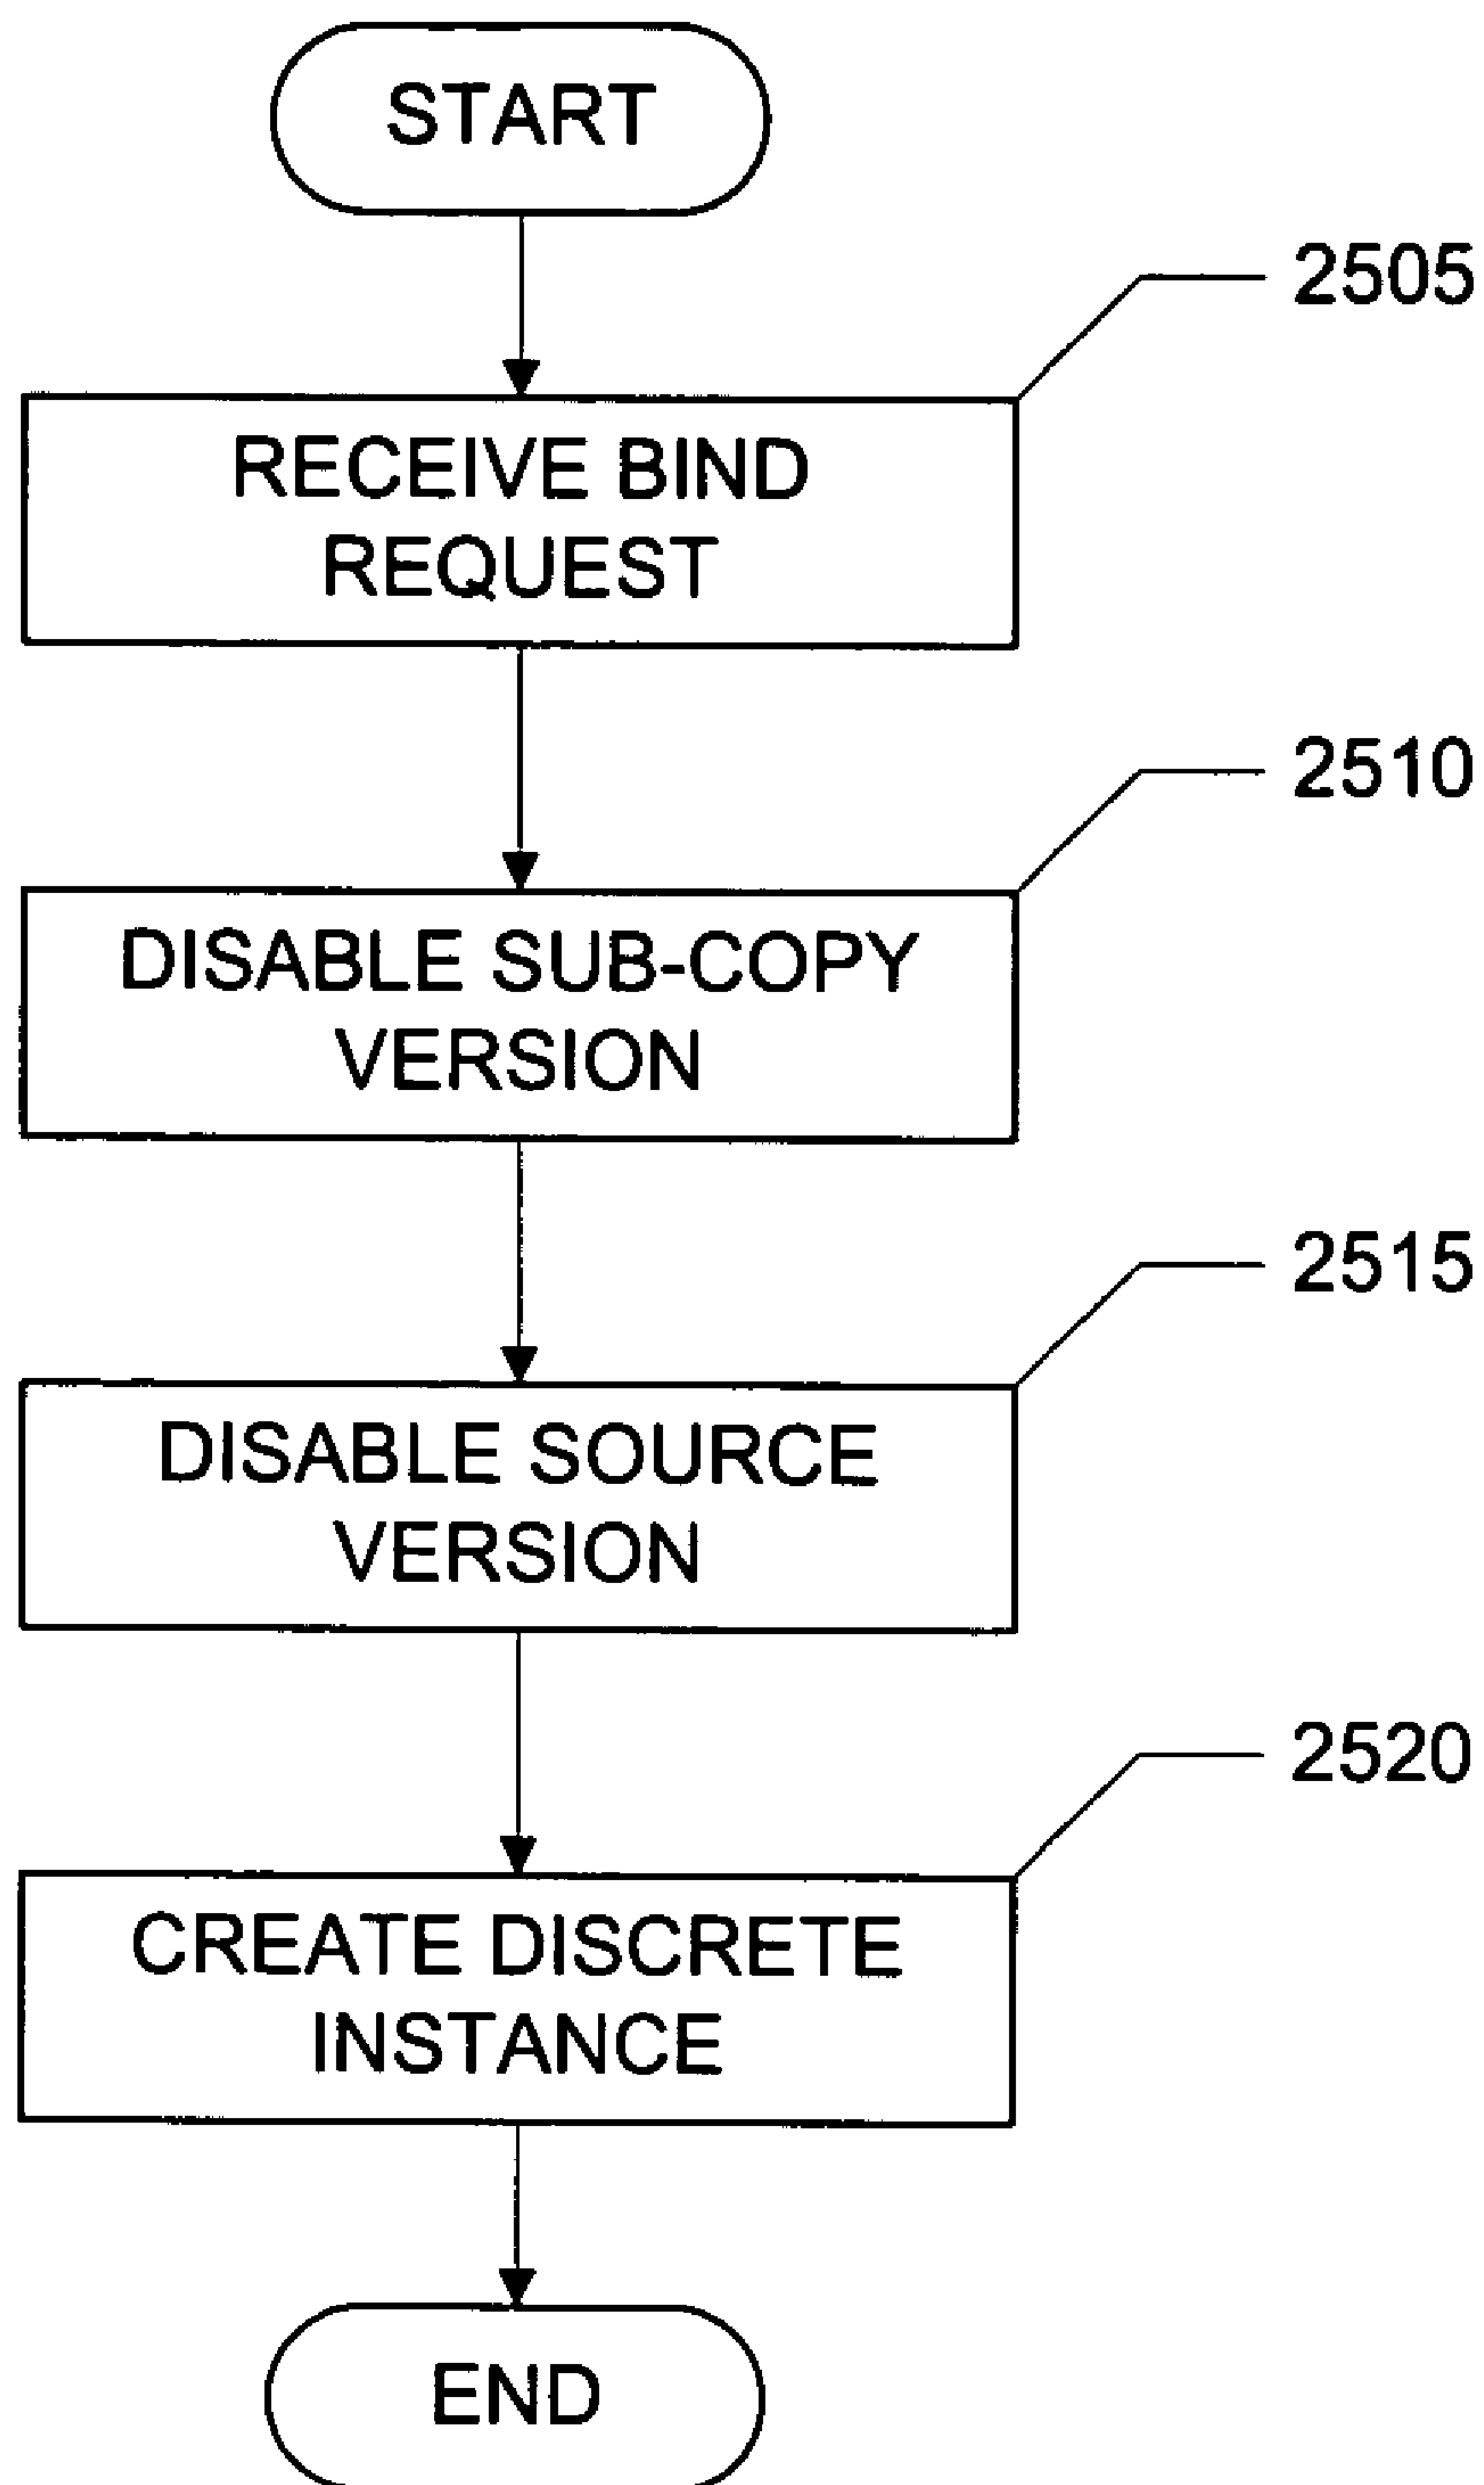 START
2505
RECEIVE BIND
REQUEST
2510
DISABLE SUB-COPY
VERSION
2515
DISABLE SOURCE
VERSION
2520
CREATE DISCRETE
INSTANCE
END